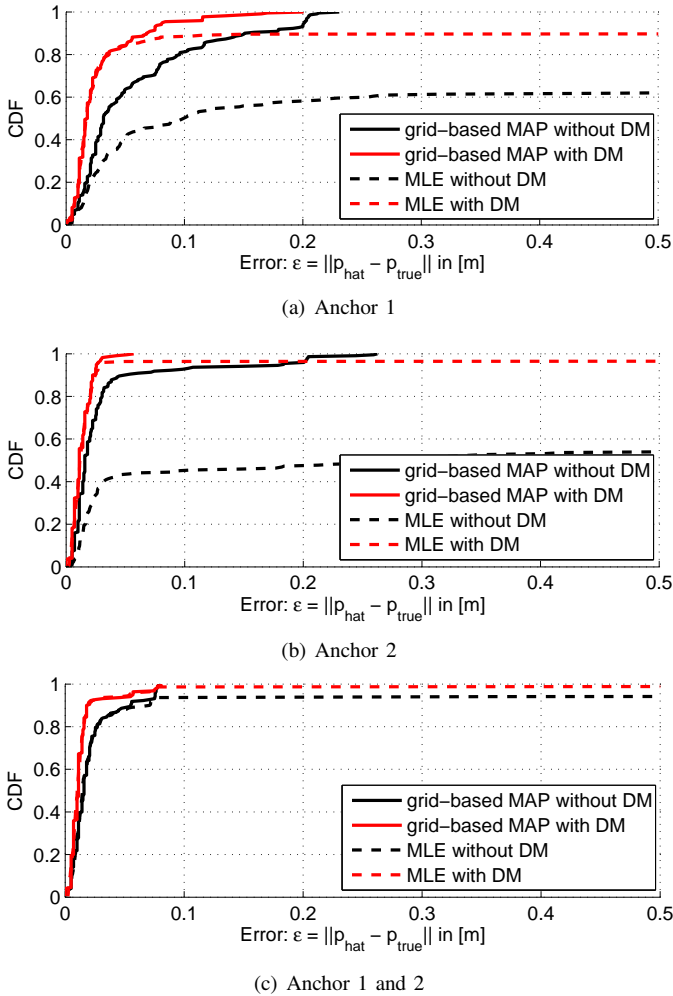 1
0.8
0.6
0.4
0.2
0
CDF
grid-based MAP without DM
grid-based MAP with DM
MLE without DM
MLE with DM
0 0.1 0.2 0.3 0.4 0.5
Error: ε = ||p_hat - p_true|| in [m]
(a) Anchor 1
1
0.8
0.6
0.4
0.2
0
CDF
grid-based MAP without DM
grid-based MAP with DM
MLE without DM
MLE with DM
0 0.1 0.2 0.3 0.4 0.5
Error: ε = ||p_hat - p_true|| in [m]
(b) Anchor 2
1
0.8
0.6
0.4
0.2
0
CDF
grid-based MAP without DM
grid-based MAP with DM
MLE without DM
MLE with DM
0 0.1 0.2 0.3 0.4 0.5
Error: ε = ||p_hat - p_true|| in [m]
(c) Anchor 1 and 2